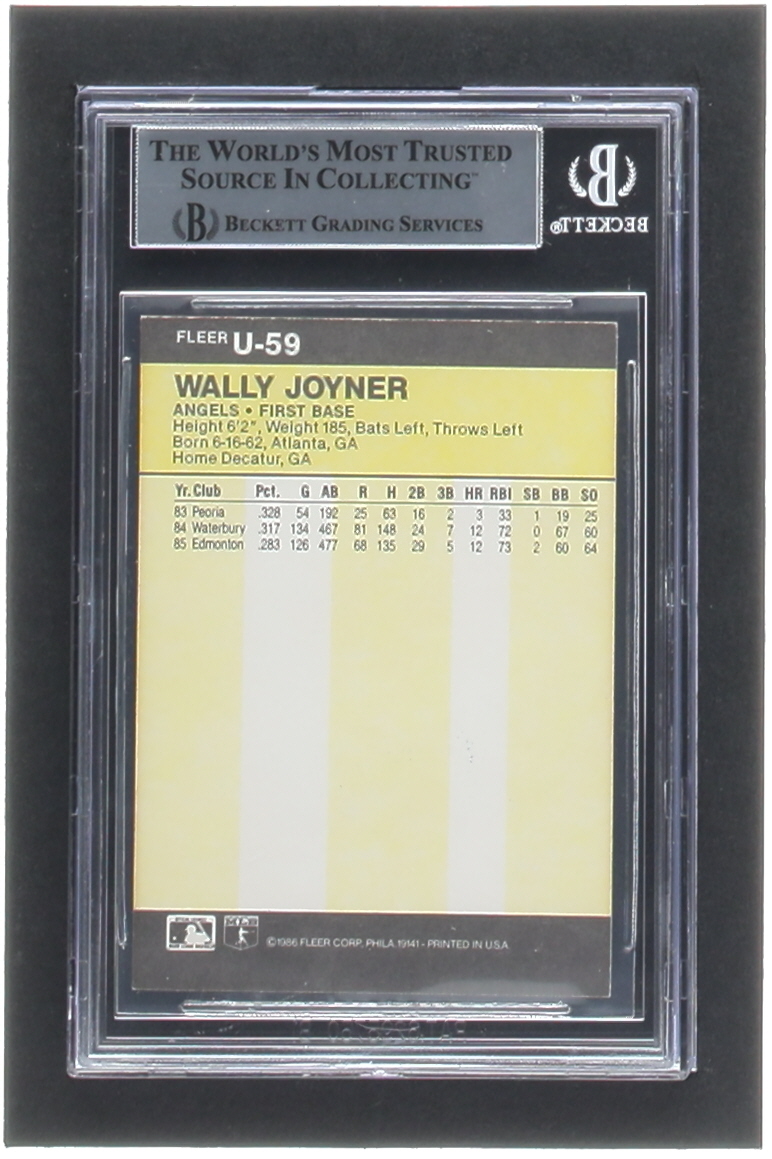 THE WORLD'S MOST TRUSTED
SOURCE IN COLLECTING™
B BECKETT GRADING SERVICES
B
BECKETT®
FLEER U-59
WALLY JOYNER
ANGELS • FIRST BASE
Height 6'2", Weight 185, Bats Left, Throws Left
Born 6-16-62, Atlanta, GA
Home Decatur, GA
Yr. Club Pct. G AB R H 2B 3B HR RBI SB BB SO
83 Peoria .328 54 192 25 63 16 2 3 33 1 19 25
84 Waterbury .317 134 467 81 148 24 7 12 72 0 67 60
85 Edmonton .283 126 477 68 135 29 5 12 73 2 60 64
©1986 FLEER CORP. PHILA 19141 - PRINTED IN U.S.A